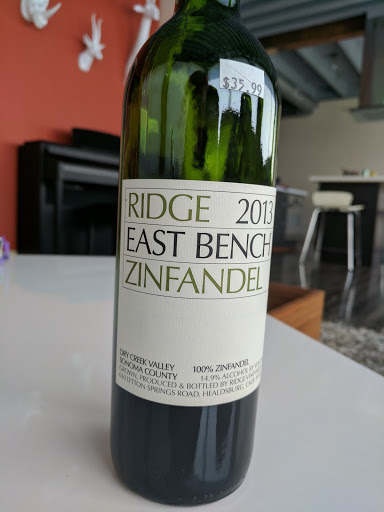 $35.99
RIDGE 2013
EAST BENCH
ZINFANDEL
DRY CREEK VALLEY 100% ZINFANDEL
SONOMA COUNTY 14.9% ALCOHOL BY
GROWN, PRODUCED & BOTTLED BY RIDGE
LYTTON SPRINGS ROAD, HEALDSBURG,